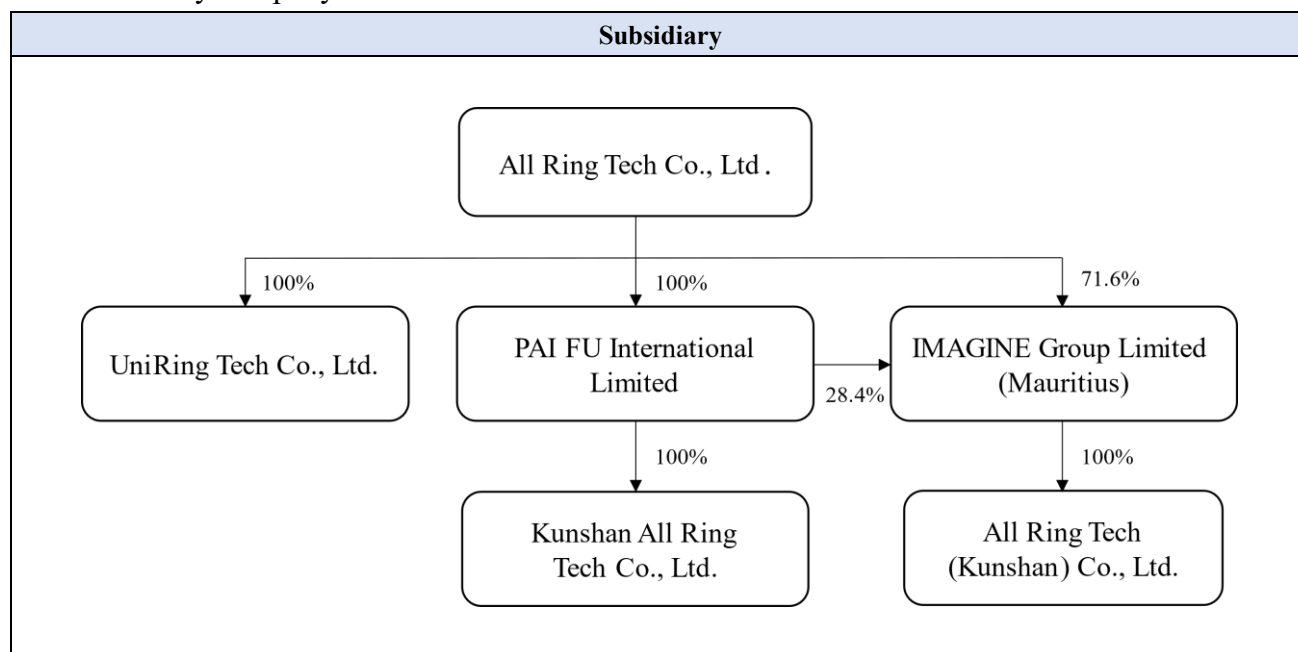 Subsidiary
All Ring Tech Co., Ltd.
100%
100%
71.6%
UniRing Tech Co., Ltd.
PAI FU International
Limited
28.4%
IMAGINE Group Limited
(Mauritius)
100%
100%
Kunshan All Ring
Tech Co., Ltd.
All Ring Tech
(Kunshan) Co., Ltd.